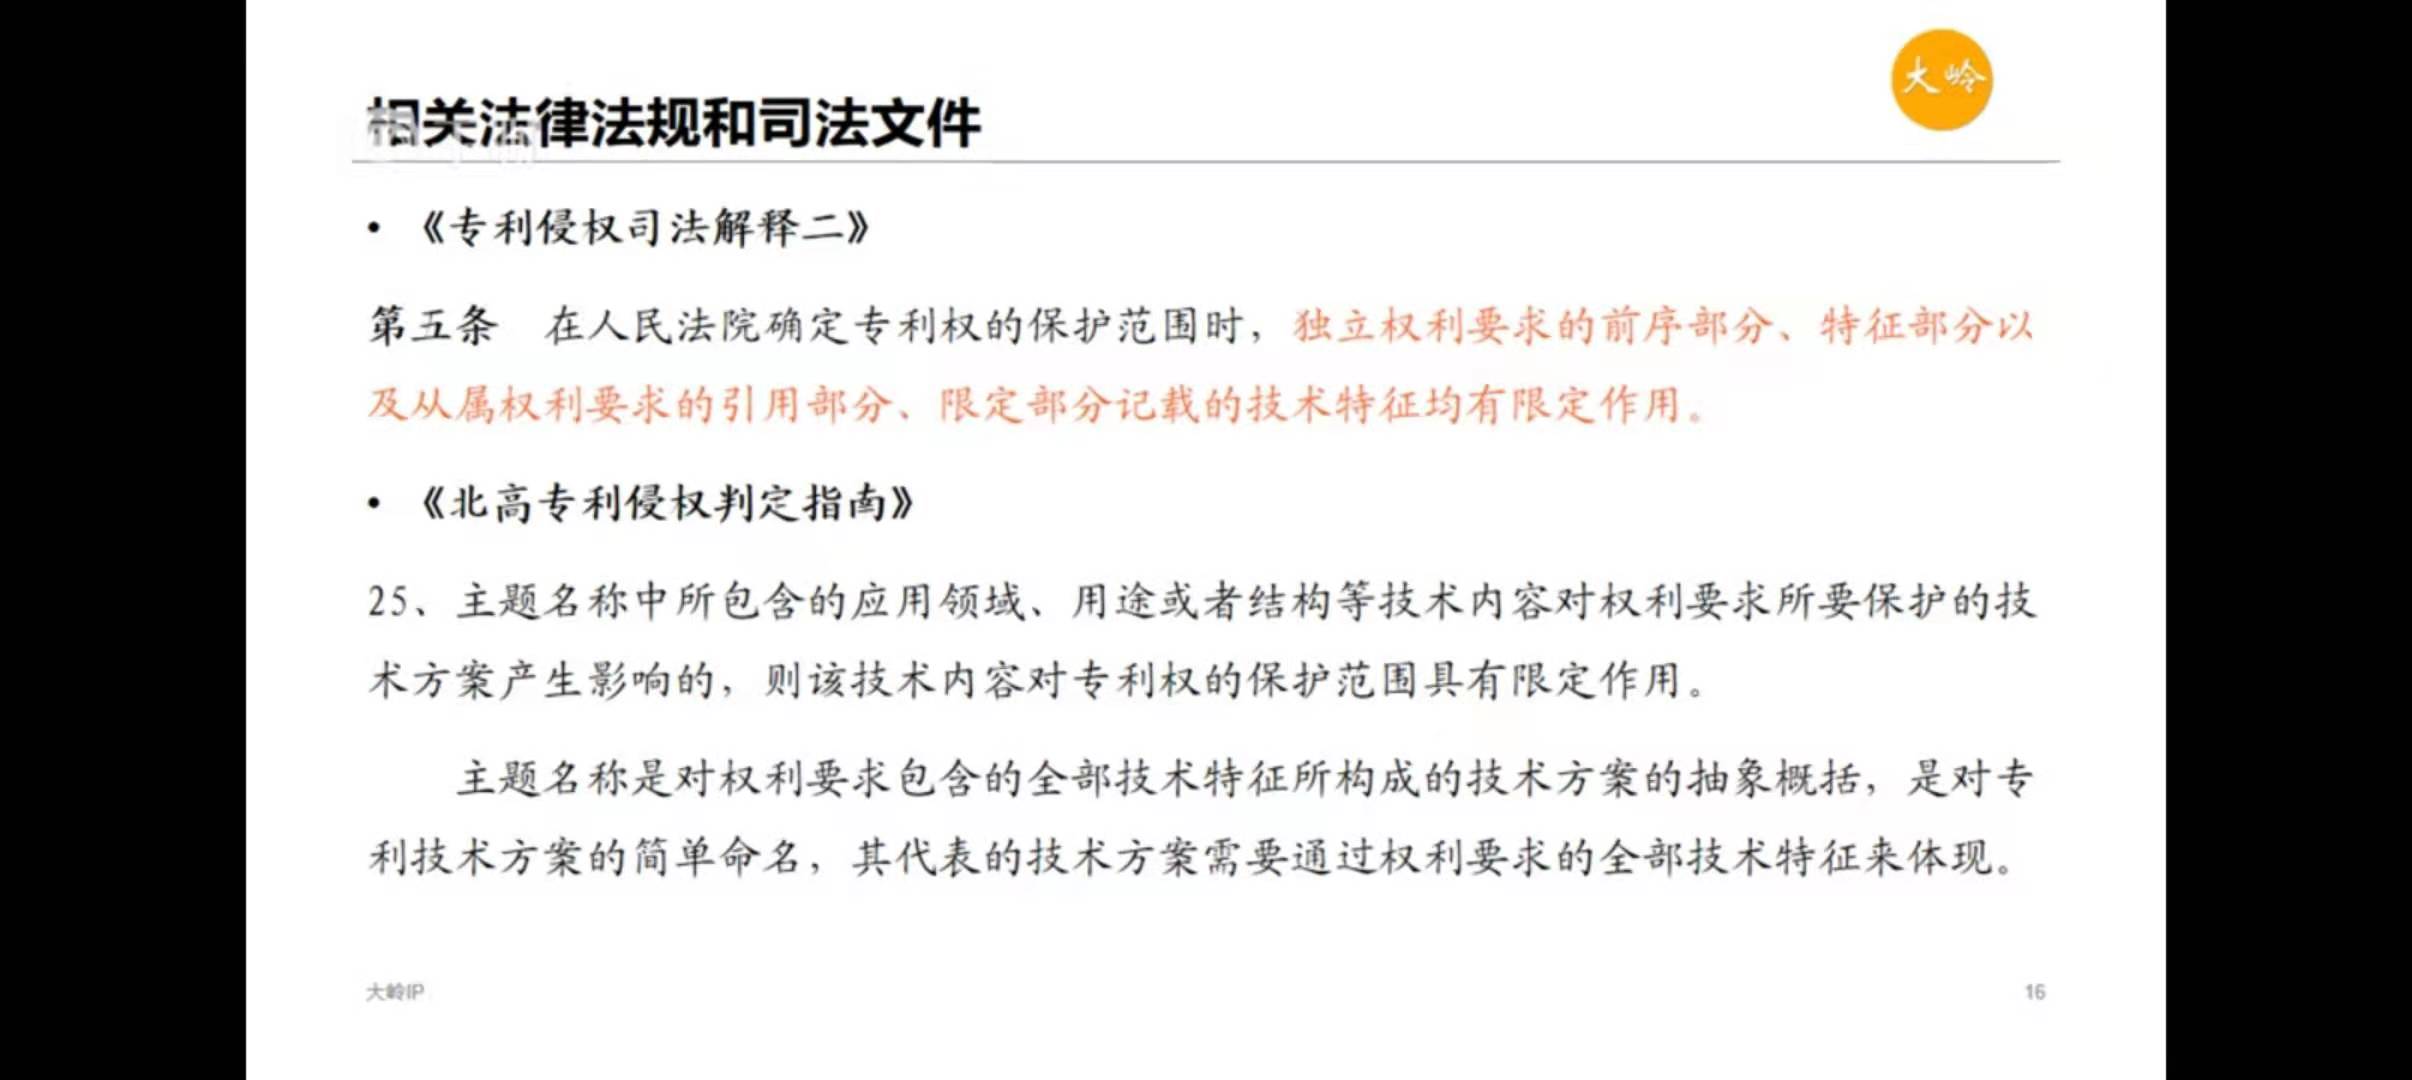 大岭
相关法律法规和司法文件
• 《专利侵权司法解释二》
第五条 在人民法院确定专利权的保护范围时，独立权利要求的前序部分、特征部分以
及从属权利要求的引用部分、限定部分记载的技术特征均有限定作用。
• 《北高专利侵权判定指南》
25、主题名称中所包含的应用领域、用途或者结构等技术内容对权利要求所要保护的技
术方案产生影响的，则该技术内容对专利权的保护范围具有限定作用。
主题名称是对权利要求包含的全部技术特征所构成的技术方案的抽象概括，是对专
利技术方案的简单命名，其代表的技术方案需要通过权利要求的全部技术特征来体现。
大岭IP
16